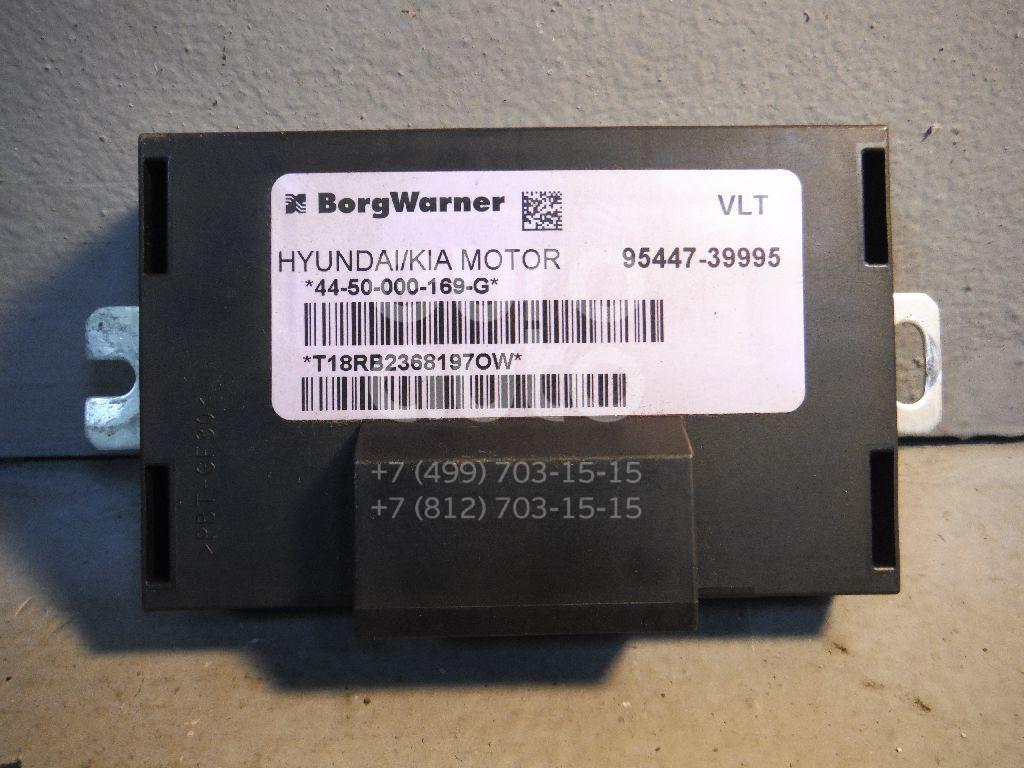 BorgWarner VLT
HYUNDAI/KIA MOTOR 95447-39995
*44-50-000-169-G*
*T18RB2368197OW*
>PBT-GF30<
+7 (499) 703-15-15
+7 (812) 703-15-15